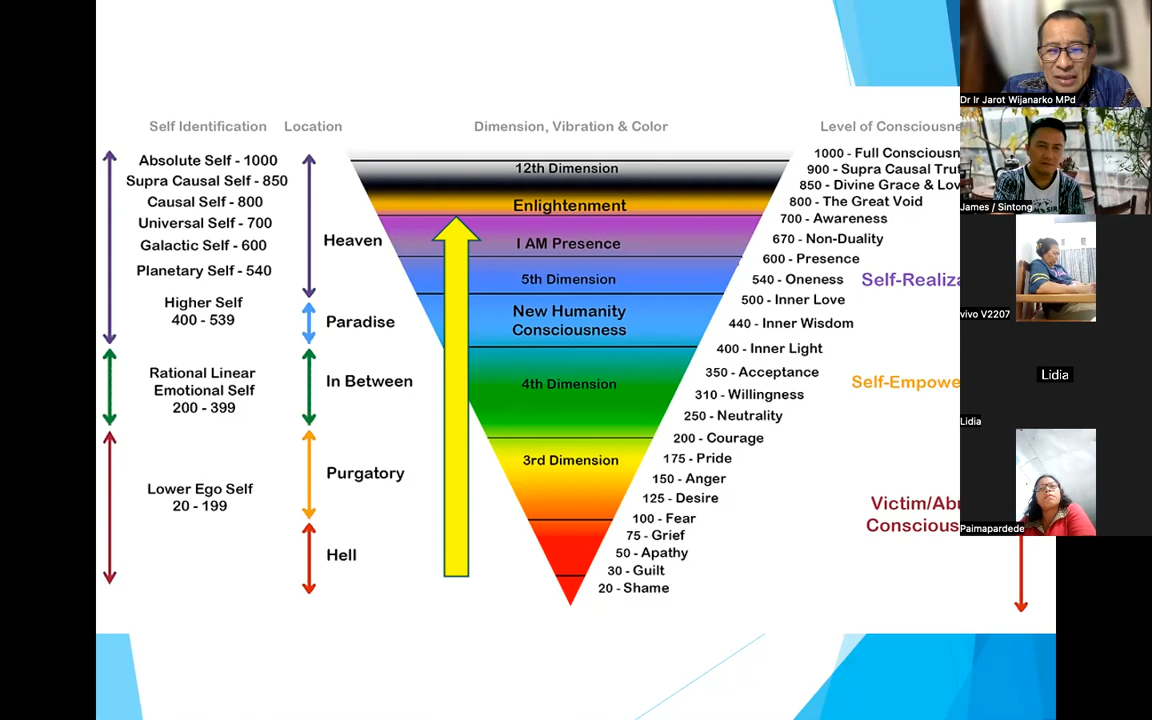 Self Identification
Location
Dimension, Vibration & Color
Level of Consciousne
Absolute Self - 1000
Supra Causal Self - 850
Causal Self - 800
Universal Self - 700
Galactic Self - 600
Planetary Self - 540
Higher Self
400 - 539
Rational Linear
Emotional Self
200 - 399
Lower Ego Self
20 - 199
Heaven
Paradise
In Between
Purgatory
Hell
12th Dimension
Enlightenment
I AM Presence
5th Dimension
New Humanity
Consciousness
4th Dimension
3rd Dimension
1000 - Full Consciousn
900 - Supra Causal Tru
850 - Divine Grace & Lov
800 - The Great Void
700 - Awareness
670 - Non-Duality
600 - Presence
540 - Oneness
500 - Inner Love
440 - Inner Wisdom
400 - Inner Light
350 - Acceptance
310 - Willingness
250 - Neutrality
200 - Courage
175 - Pride
150 - Anger
125 - Desire
100 - Fear
75 - Grief
50 - Apathy
30 - Guilt
20 - Shame
Self-Realiza
Self-Empowe
Victim/Abu
Conscious
Dr Ir Jarot Wijanarko MPd
James / Sintong
vivo V2207
Lidia
Lidia
Paimapardede